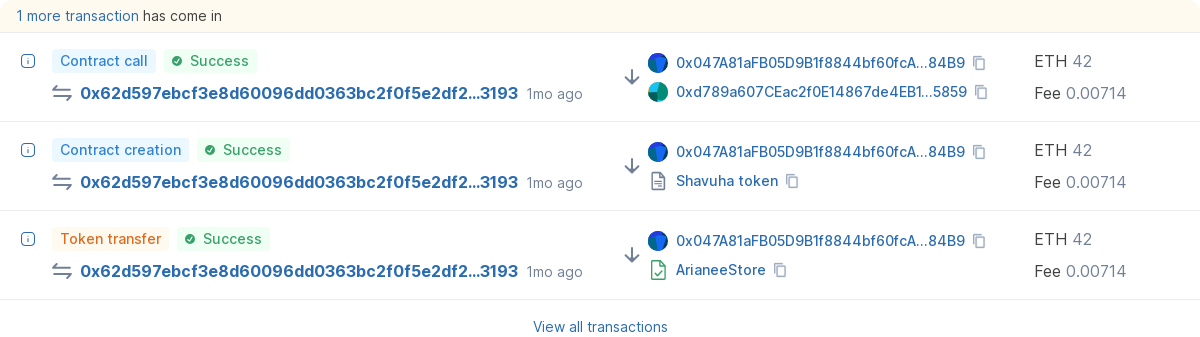 1 more transaction has come in
Contract call Success
0x047A81aFB05D9B1f8844bf60fcA...84B9
ETH 42
0x62d597ebcf3e8d60096dd0363bc2f0f5e2df2...3193 1mo ago
0xd789a607CEac2f0E14867de4EB1...5859
Fee 0.00714
Contract creation Success
0x047A81aFB05D9B1f8844bf60fcA...84B9
ETH 42
0x62d597ebcf3e8d60096dd0363bc2f0f5e2df2...3193 1mo ago
Shavuha token
Fee 0.00714
Token transfer Success
0x047A81aFB05D9B1f8844bf60fcA...84B9
ETH 42
0x62d597ebcf3e8d60096dd0363bc2f0f5e2df2...3193 1mo ago
ArianeeStore
Fee 0.00714
View all transactions